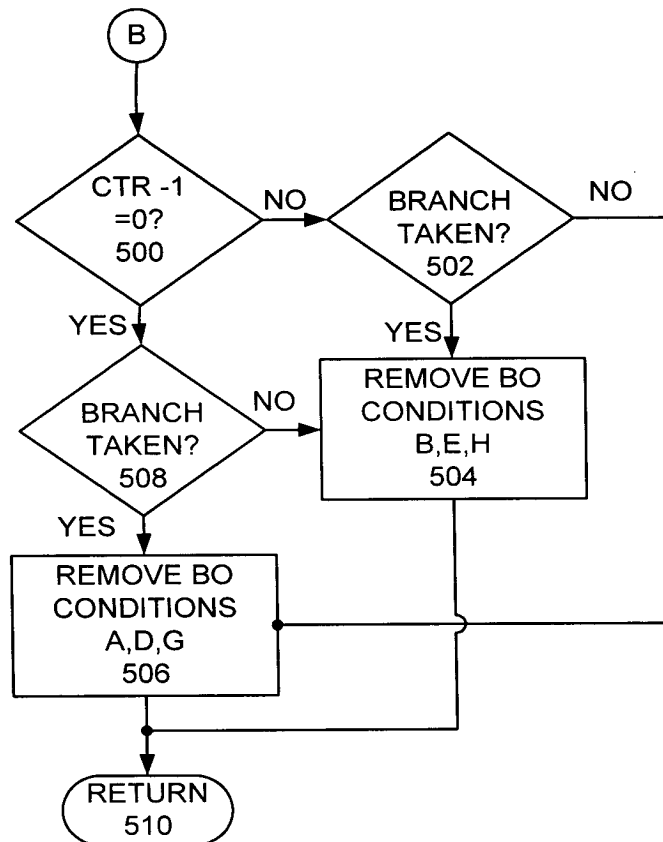 B
CTR -1
=0?
500
NO
BRANCH
TAKEN?
502
NO
YES
YES
BRANCH
TAKEN?
508
NO
REMOVE BO
CONDITIONS
B,E,H
504
YES
REMOVE BO
CONDITIONS
A,D,G
506
RETURN
510